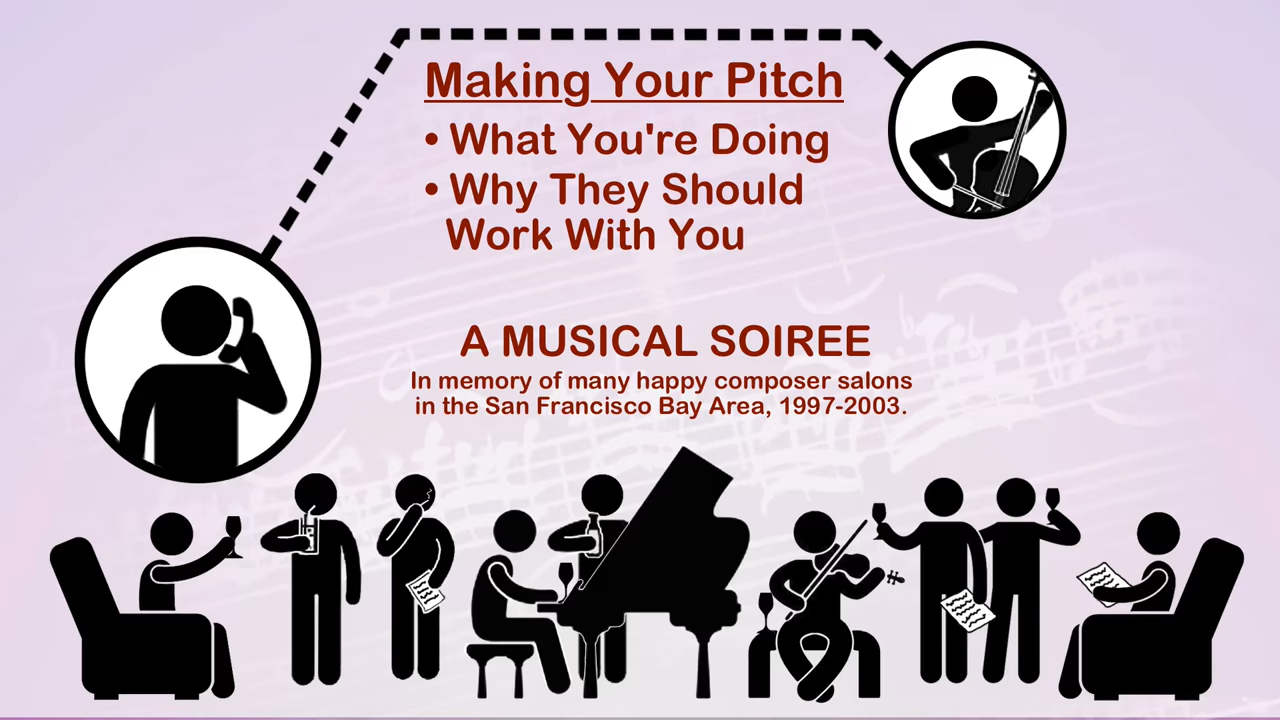 Making Your Pitch
• What You're Doing
• Why They Should
Work With You
A MUSICAL SOIREE
In memory of many happy composer salons
in the San Francisco Bay Area, 1997-2003.